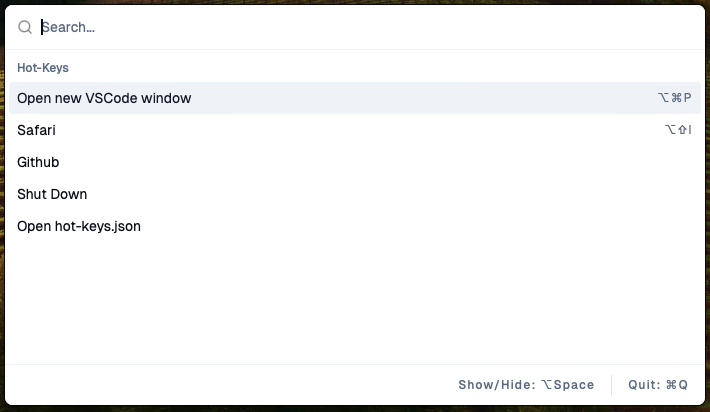 Search...
Hot-Keys
Open new VSCode window ⌥⌘P
Safari ⌥⇧I
Github
Shut Down
Open hot-keys.json
Show/Hide: ⌥Space Quit: ⌘Q